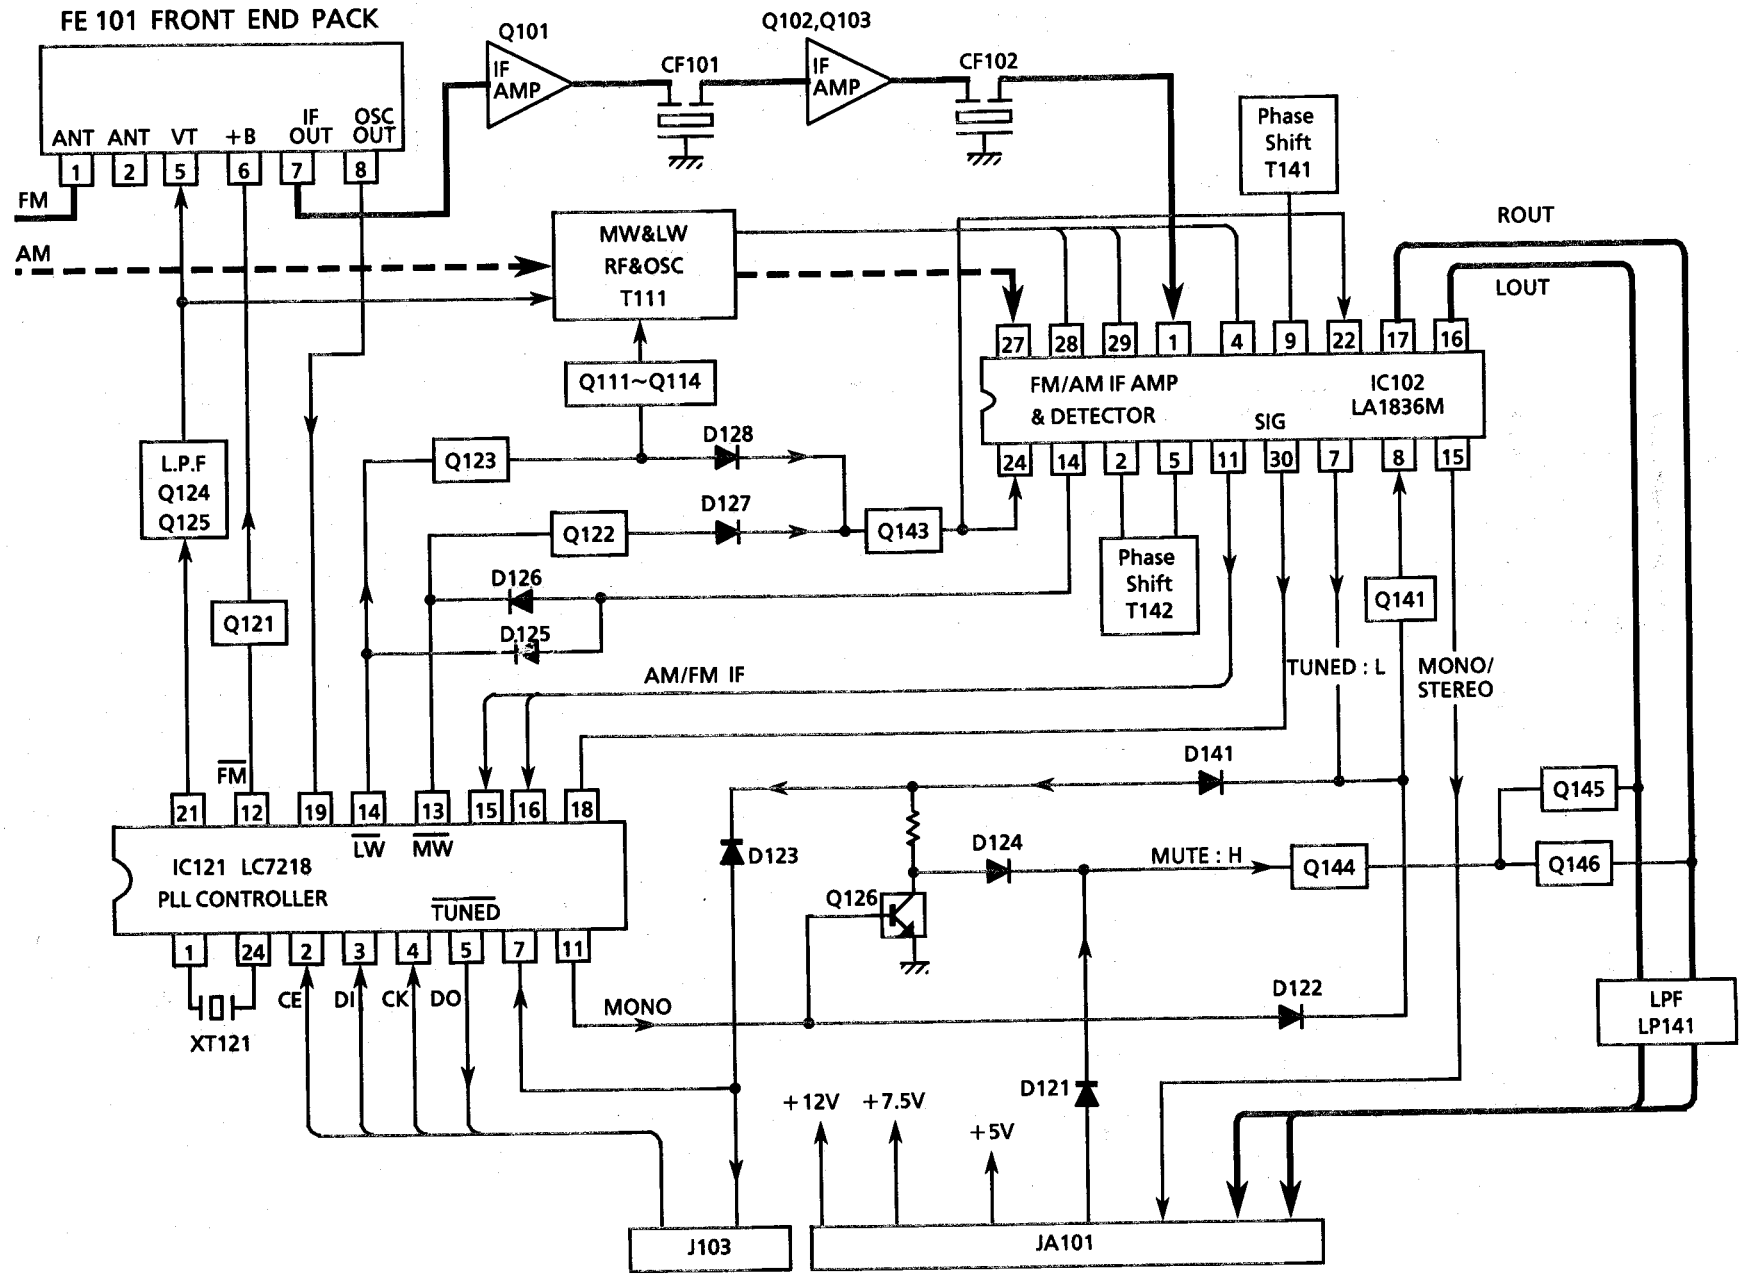 FE 101 FRONT END PACK
Q101
Q102,Q103
IF
AMP
CF101
IF
AMP
CF102
ANT
ANT
VT
+B
IF
OUT
OSC
OUT
1
2
5
6
7
8
FM
AM
Phase
Shift
T141
MW&LW
RF&OSC
T111
ROUT
LOUT
27
28
29
1
4
9
22
17
16
FM/AM IF AMP
& DETECTOR
IC102
LA1836M
SIG
24
14
2
5
11
30
7
8
15
Q111~Q114
L.P.F
Q124
Q125
Q123
D128
Q122
D127
Q143
Q121
D126
D125
Phase
Shift
T142
Q141
AM/FM IF
TUNED : L
MONO/
STEREO
FM
21
12
19
14
13
15
16
18
LW
MW
IC121 LC7218
PLL CONTROLLER
TUNED
1
24
2
3
4
5
7
11
CE
DI
CK
DO
XT121
D141
D123
D124
MUTE : H
Q144
Q145
Q146
Q126
MONO
D122
D121
LPF
LP141
+12V
+7.5V
+5V
J103
JA101